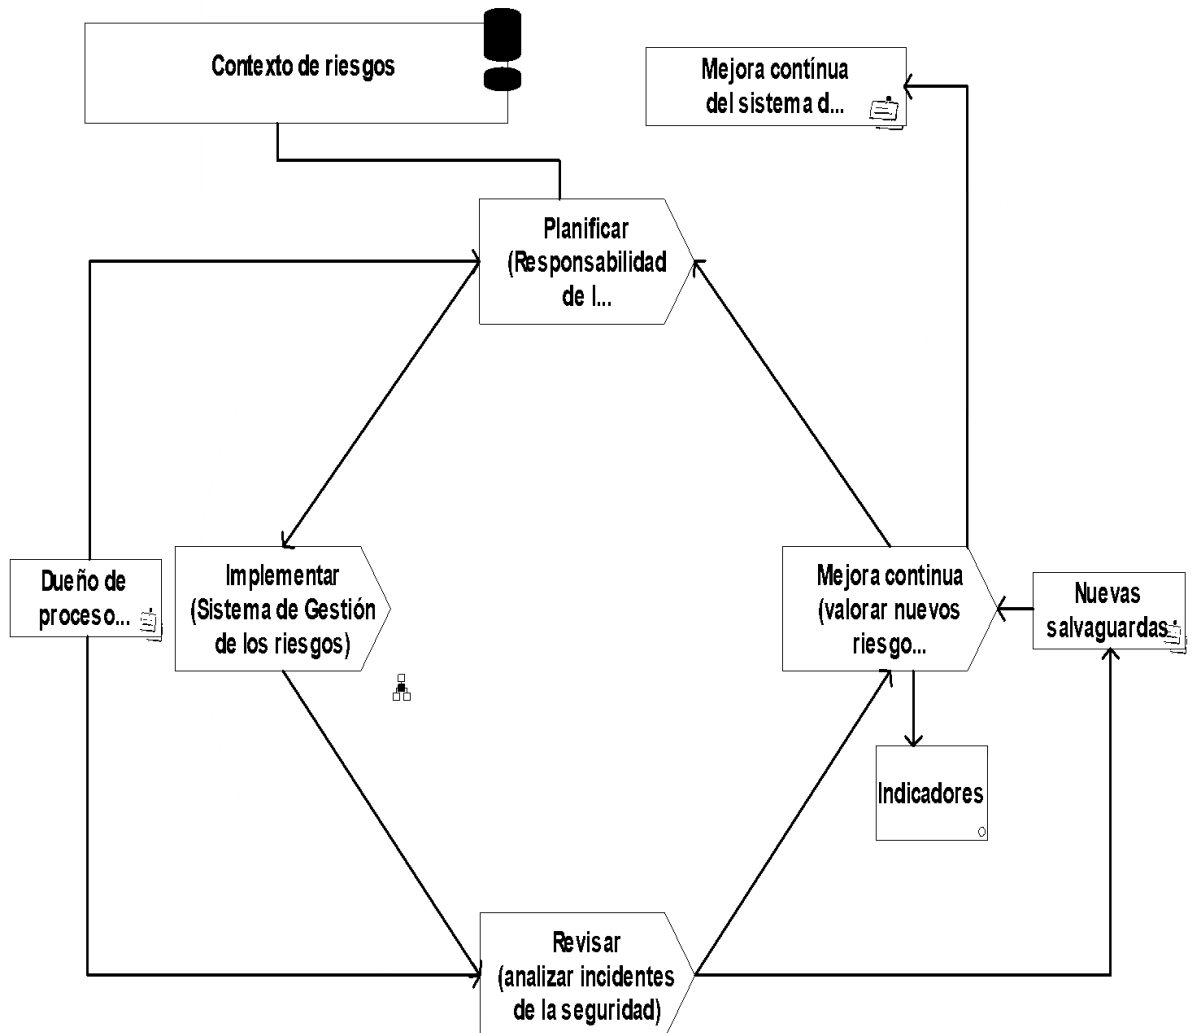 Contexto de riesgos
Mejora contínua
del sistema d...
Planificar
(Responsabilidad
de l...
Dueño de
proceso...
Implementar
(Sistema de Gestión
de los riesgos)
Mejora continua
(valorar nuevos
riesgo...
Nuevas
salvaguardas
Indicadores
Revisar
(analizar incidentes
de la seguridad)